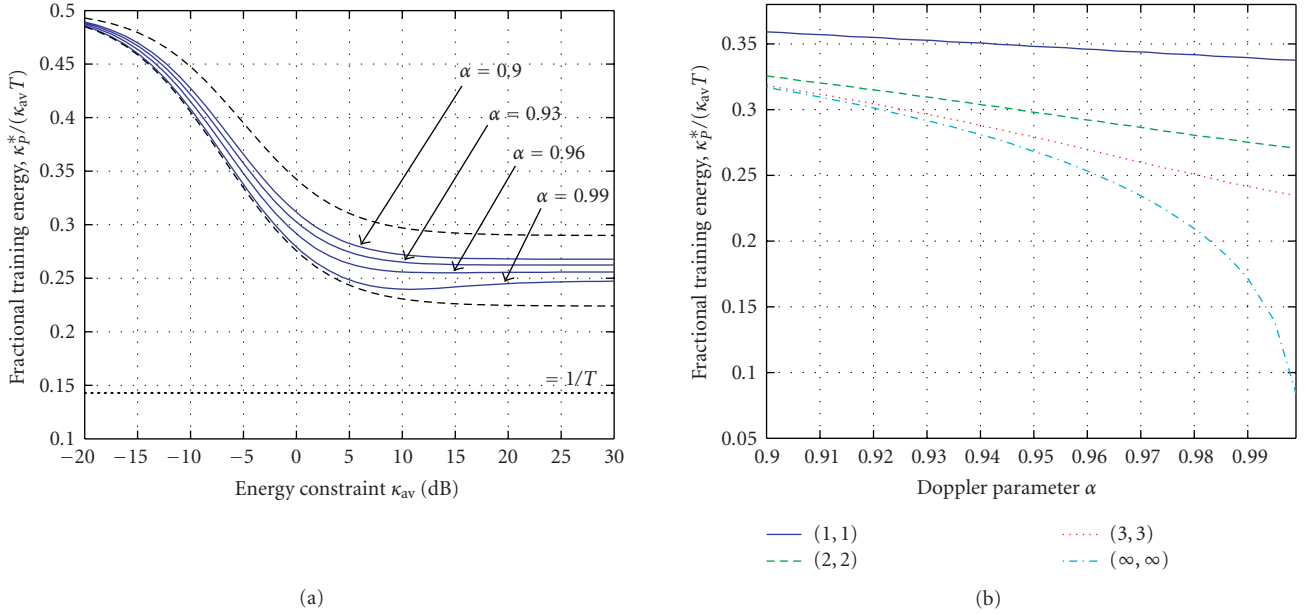 Fractional training energy, κ*P/(κav T)
0.5
0.45
0.4
0.35
0.3
0.25
0.2
0.15
0.1
α = 0.9
α = 0.93
α = 0.96
α = 0.99
= 1/T
−20 −15 −10 −5 0 5 10 15 20 25 30
Energy constraint κav (dB)
(a)
Fractional training energy, κ*P/(κav T)
0.35
0.3
0.25
0.2
0.15
0.1
0.05
0.9 0.91 0.92 0.93 0.94 0.95 0.96 0.97 0.98 0.99
Doppler parameter α
(1, 1)
(2, 2)
(3, 3)
(∞, ∞)
(b)